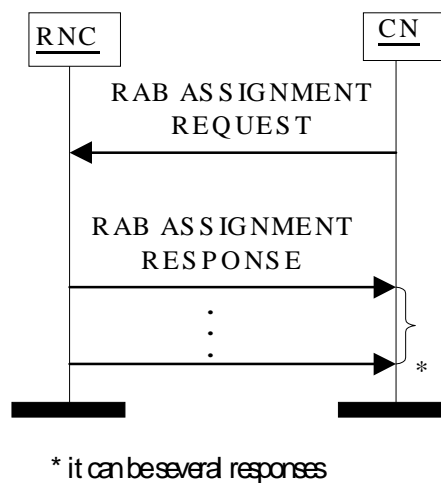 RNC
CN
RAB ASSIGNMENT
REQUEST
RAB ASSIGNMENT
RESPONSE
*
* it can be several responses